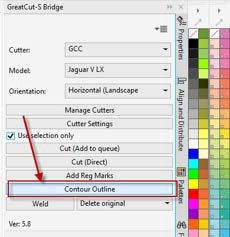 GreatCut-S Bridge
Cutter: GCC
Model: Jaguar V LX
Orientation: Horizontal (Landscape
Manage Cutters
Cutter Settings
Use selection only
Cut (Add to queue)
Cut (Direct)
Add Reg Marks
Contour Outline
Weld Delete original
Ver: 5.8
Properties
Align and Distribute
Palettes